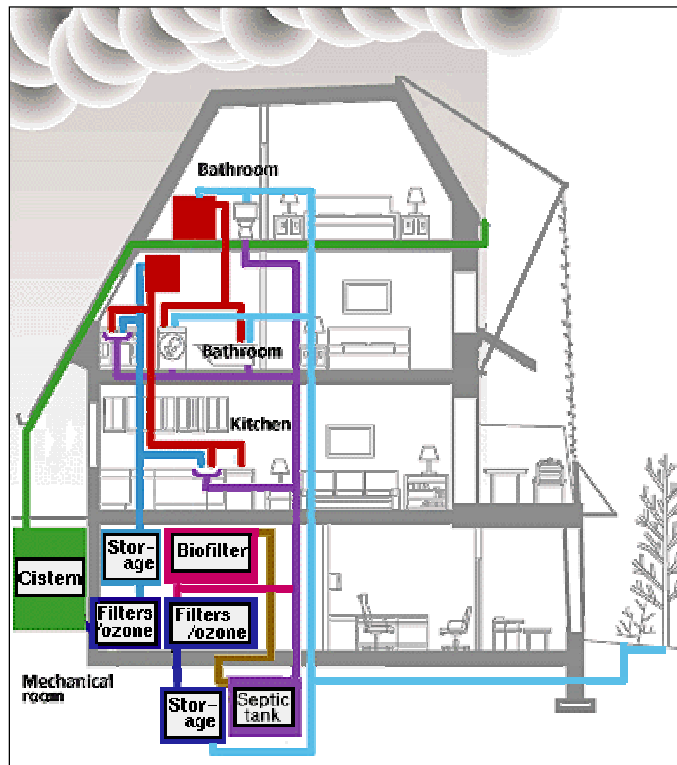 Bathroom
Bathroom
Kitchen
Stor-
age
Biofilter
Cistern
Filters
/ozone
Filters
/ozone
Mechanical
room
Stor-
age
Septic
tank